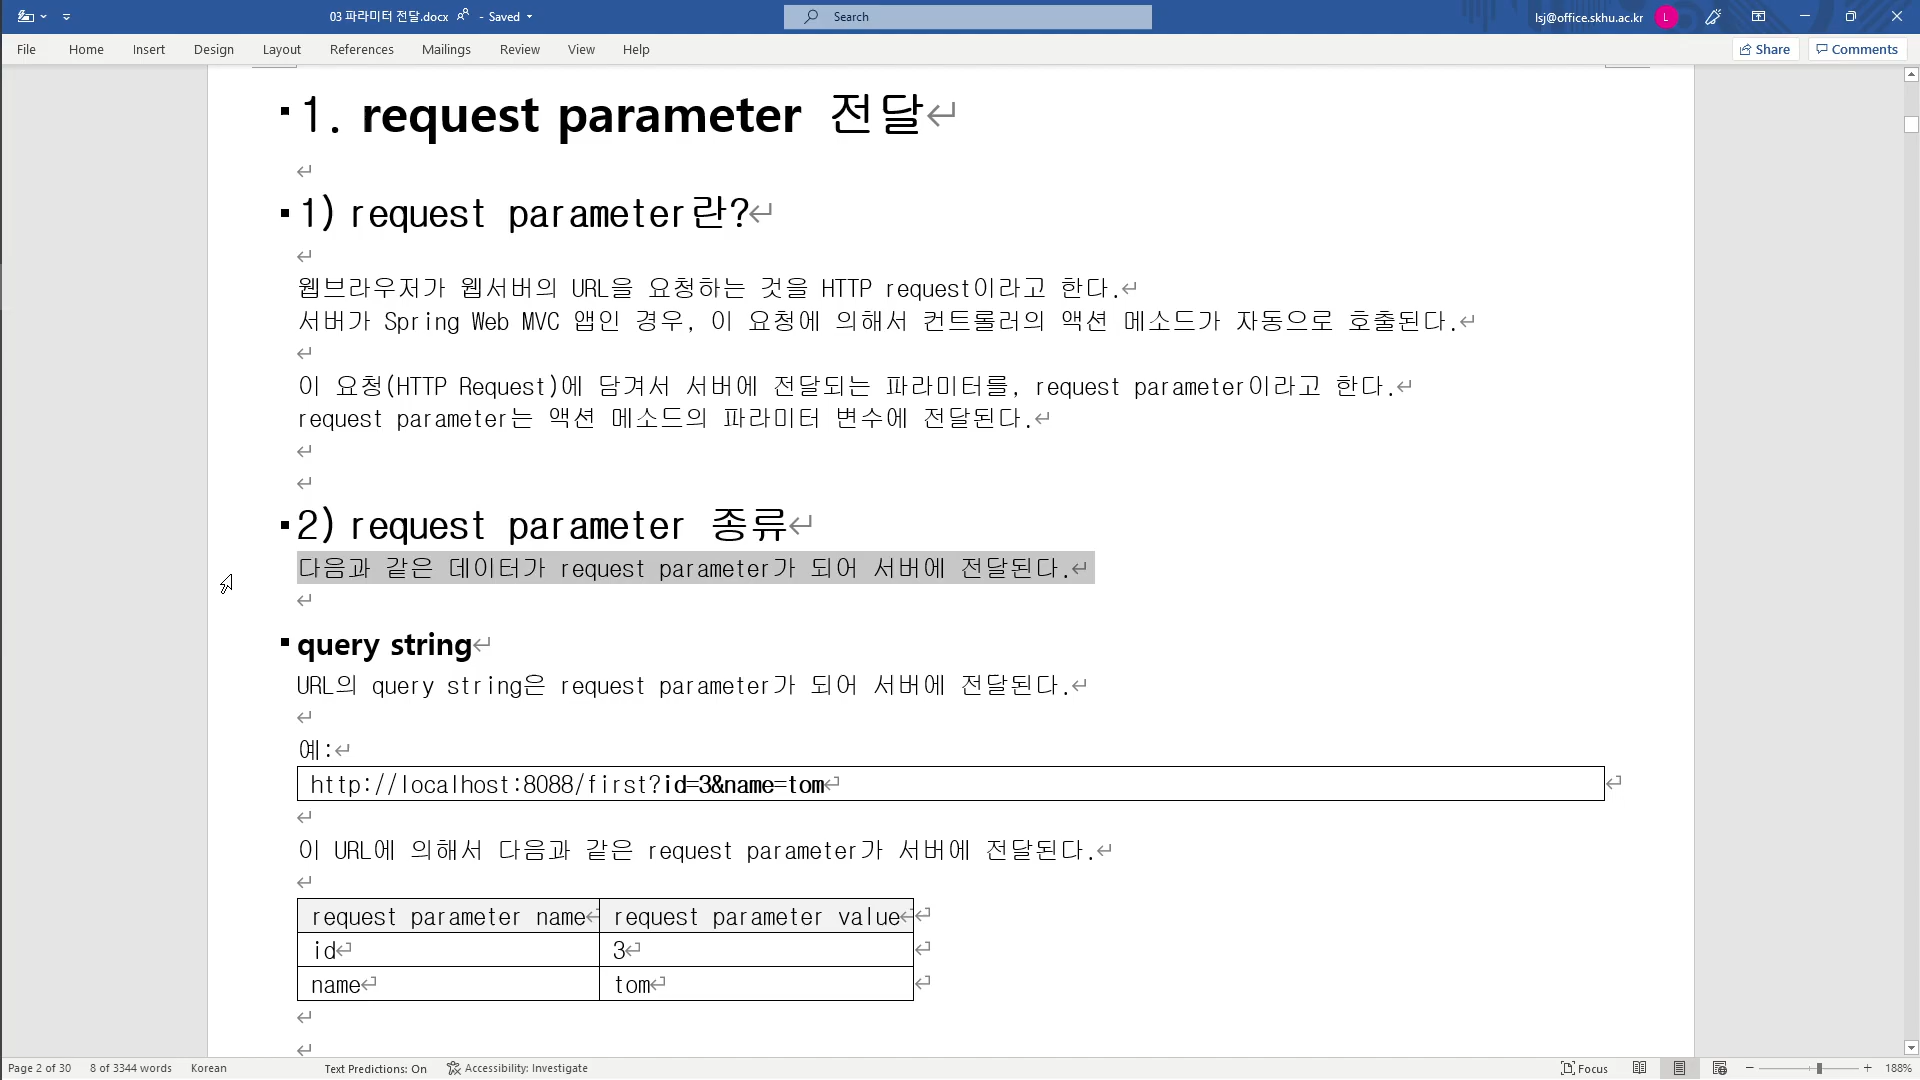 03 파라미터 전달.docx - Saved
Search
lsj@office.skhu.ac.kr L
File Home Insert Design Layout References Mailings Review View Help Share Comments
1. request parameter 전달
1) request parameter란?
웹브라우저가 웹서버의 URL을 요청하는 것을 HTTP request이라고 한다.
서버가 Spring Web MVC 앱인 경우, 이 요청에 의해서 컨트롤러의 액션 메소드가 자동으로 호출된다.
이 요청(HTTP Request)에 담겨서 서버에 전달되는 파라미터를, request parameter이라고 한다.
request parameter는 액션 메소드의 파라미터 변수에 전달된다.
2) request parameter 종류
다음과 같은 데이터가 request parameter가 되어 서버에 전달된다.
query string
URL의 query string은 request parameter가 되어 서버에 전달된다.
예:
http://localhost:8088/first?id=3&name=tom
이 URL에 의해서 다음과 같은 request parameter가 서버에 전달된다.
request parameter name request parameter value
id 3
name tom
Page 2 of 30 8 of 3344 words Korean Text Predictions: On Accessibility: Investigate Focus 188%